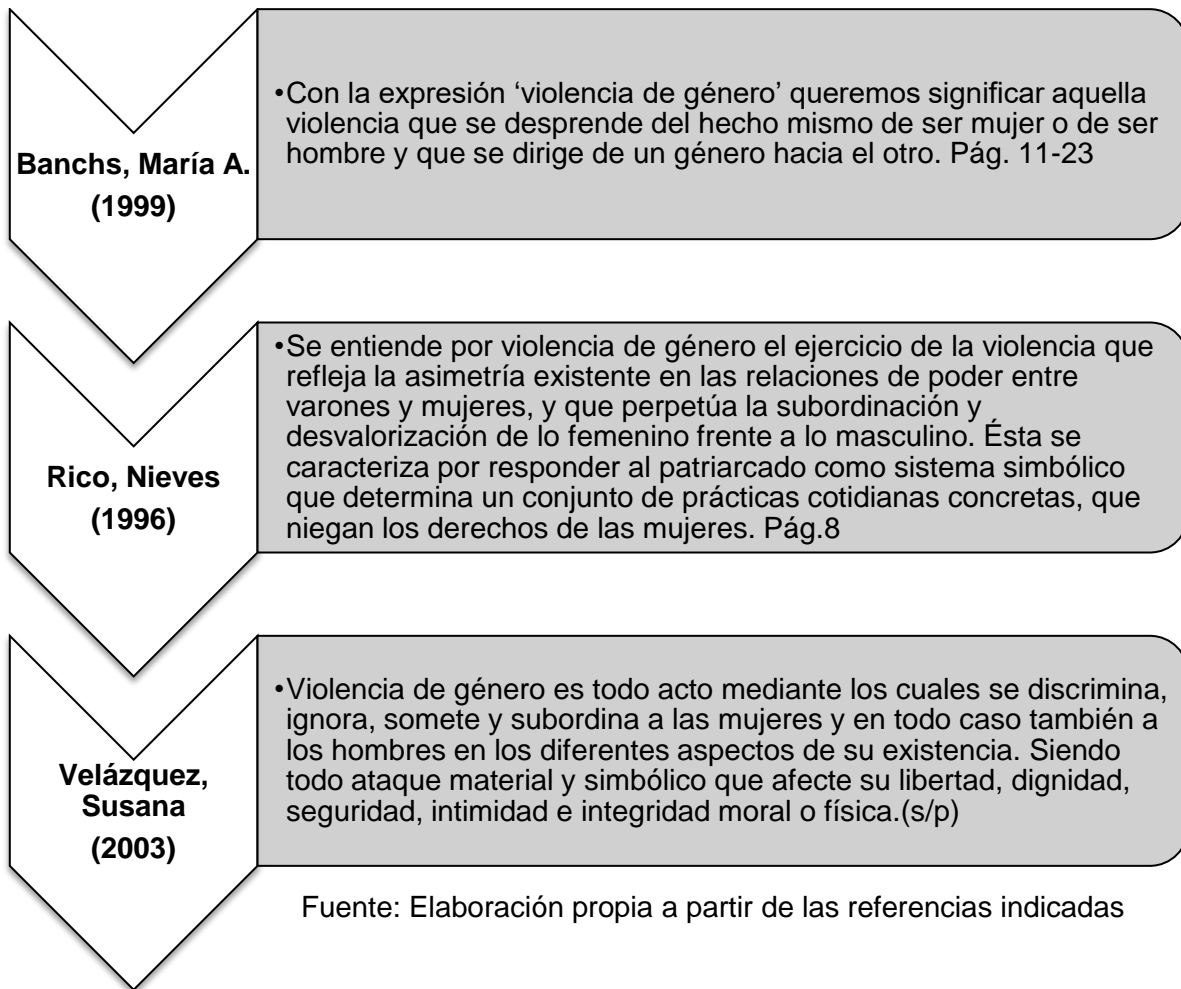 Banchs, María A.
(1999)
•Con la expresión ‘violencia de género’ queremos significar aquella
violencia que se desprende del hecho mismo de ser mujer o de ser
hombre y que se dirige de un género hacia el otro. Pág. 11-23
Rico, Nieves
(1996)
•Se entiende por violencia de género el ejercicio de la violencia que
refleja la asimetría existente en las relaciones de poder entre
varones y mujeres, y que perpetúa la subordinación y
desvalorización de lo femenino frente a lo masculino. Ésta se
caracteriza por responder al patriarcado como sistema simbólico
que determina un conjunto de prácticas cotidianas concretas, que
niegan los derechos de las mujeres. Pág.8
Velázquez,
Susana
(2003)
•Violencia de género es todo acto mediante los cuales se discrimina,
ignora, somete y subordina a las mujeres y en todo caso también a
los hombres en los diferentes aspectos de su existencia. Siendo
todo ataque material y simbólico que afecte su libertad, dignidad,
seguridad, intimidad e integridad moral o física.(s/p)
Fuente: Elaboración propia a partir de las referencias indicadas